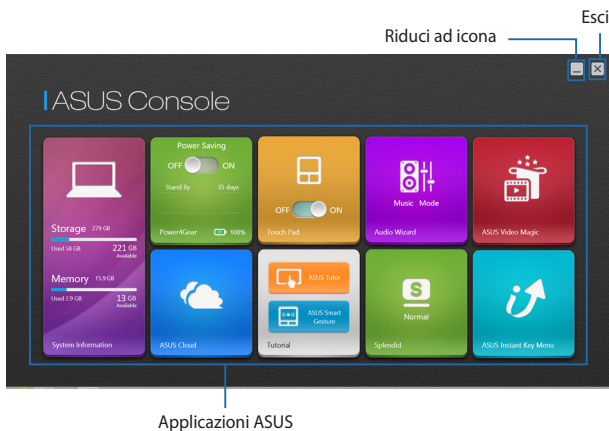 Esci
Riduci ad icona
ASUS Console
Storage 279 GB
Used 58 GB 221 GB
Available
Memory 15.9 GB
Used 2.9 GB 13 GB
Available
System Information
Power Saving
OFF ON
Stand By 35 days
Power4Gear 100%
OFF ON
Touch Pad
Music Mode
Audio Wizard
ASUS Video Magic
ASUS Cloud
ASUS Tutor
ASUS Smart
Gesture
Tutorial
S
Normal
Splendid
ASUS Instant Key Menu
Applicazioni ASUS